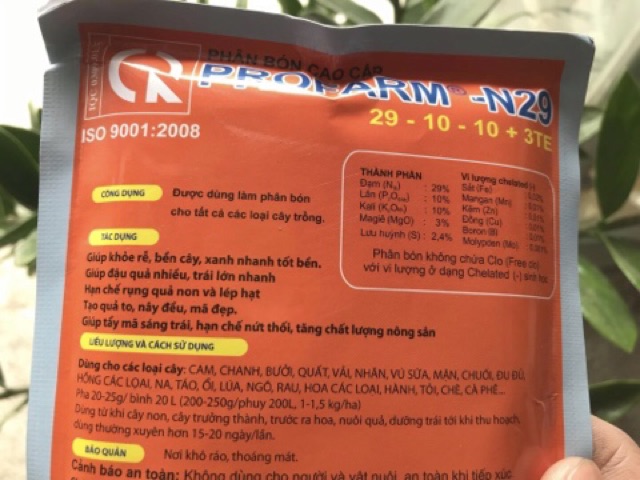 PHÂN BÓN CAO CẤP
PROFARM® -N29
29 - 10 - 10 + 3TE
ISO 9001:2008
CÔNG DỤNG
Được dùng làm phân bón
cho tất cả các loại cây trồng.
TÁC DỤNG
Giúp khỏe rễ, bền cây, xanh nhanh tốt bền.
Giúp đậu quả nhiều, trái lớn nhanh
Hạn chế rụng quả non và lép hạt
Tạo quả to, nảy đều, mã đẹp.
Giúp tẩy mã sáng trái, hạn chế nứt thối, tăng chất lượng nông sản
THÀNH PHẦN
Đạm (Nts) : 29%
Lân (P2O5hh) : 10%
Kali (K2Ohh) : 10%
Magiê (MgO) : 3%
Lưu huỳnh (S) : 2,4%
Vi lượng chelated (-)
Sắt (Fe)
Mangan (Mn)
Kẽm (Zn)
Đồng (Cu)
Boron (B)
Molypden (Mo)
Phân bón không chứa Clo (Free clo)
với vi lượng ở dạng Chelated (-) sinh học
LIỀU LƯỢNG VÀ CÁCH SỬ DỤNG
Dùng cho các loại cây: CAM, CHANH, BƯỞI, QUẤT, VẢI, NHÃN, VÚ SỮA, MẬN, CHUỐI, ĐU ĐỦ,
HỒNG CÁC LOẠI, NA, TÁO, ỔI, LÚA, NGÔ, RAU, HOA CÁC LOẠI, HÀNH, TỎI, CHÈ, CÀ PHÊ...
Pha 20-25g/ bình 20 L (200-250g/phuy 200L, 1-1,5 kg/ha)
Dùng từ khi cây non, cây trưởng thành, trước ra hoa, nuôi quả, dưỡng trái tới khi thu hoạch,
dùng thường xuyên hơn 15-20 ngày/lần.
BẢO QUẢN
Nơi khô ráo, thoáng mát.
Cảnh báo an toàn: Không dùng cho người và vật nuôi, an toàn khi tiếp xúc